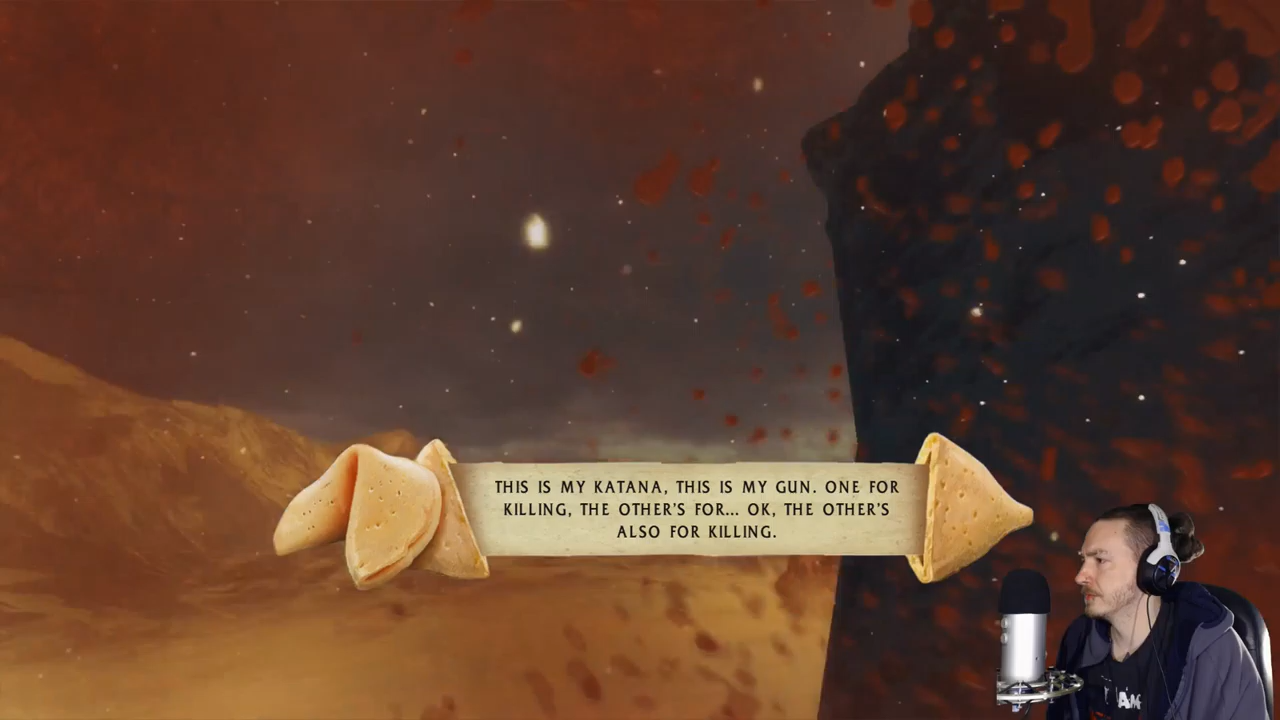 THIS IS MY KATANA, THIS IS MY GUN. ONE FOR
KILLING, THE OTHER'S FOR... OK, THE OTHER'S
ALSO FOR KILLING.
AM